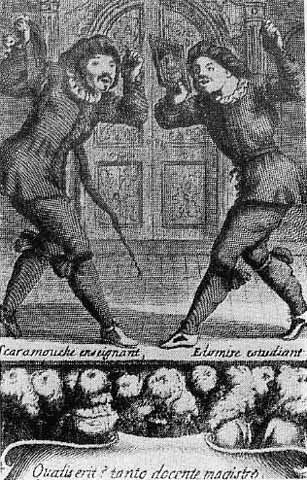 Scaramouche enseignant, Elomire estudiant
Qualis erit? tanto docente magistro.